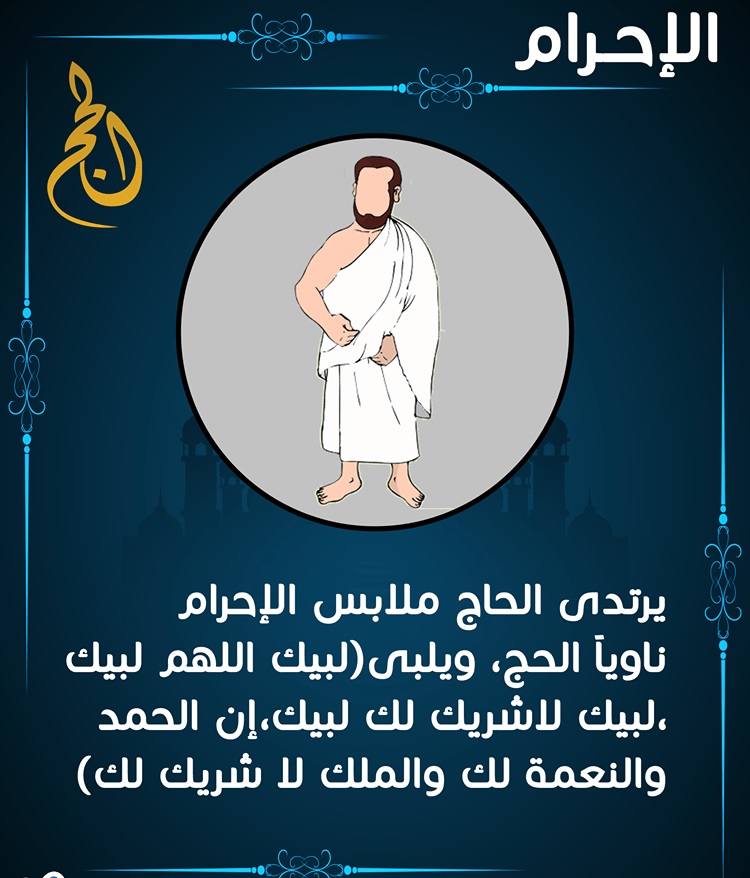 الإحرام
الحج
يرتدى الحاج ملابس الإحرام
ناوياً الحج، ويلبى(لبيك اللهم لبيك
،لبيك لاشريك لك لبيك،إن الحمد
والنعمة لك والملك لا شريك لك)